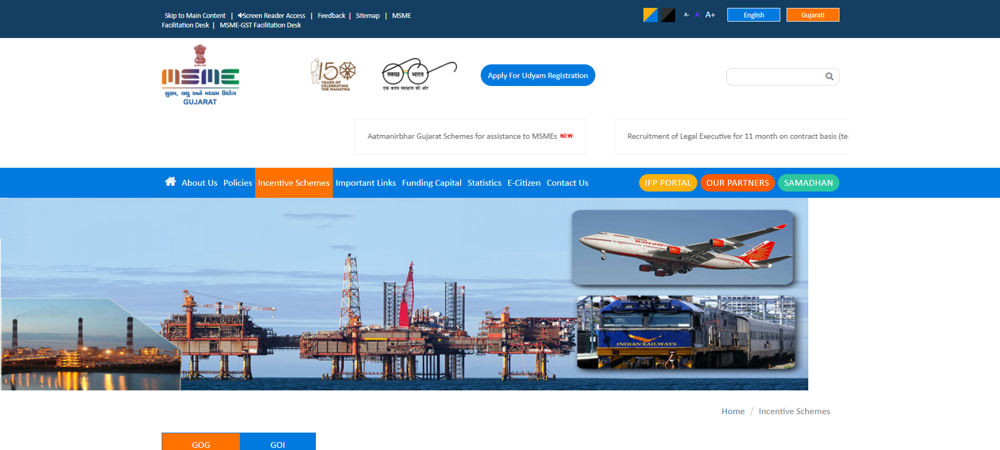 Skip to Main Content | Screen Reader Access | Feedback | Sitemap | MSME
Facilitation Desk | MSME-GST Facilitation Desk
A- A A+
English
Gujarati
MSME
સુક્ષ્મ, લઘુ અને મધ્યમ ઉદ્યોગ
GUJARAT
150
YEARS OF
CELEBRATING
THE MAHATMA
स्वच्छ भारत
एक कदम स्वच्छता की ओर
Apply For Udyam Registration
Aatmanirbhar Gujarat Schemes for assistance to MSMEs NEW
Recruitment of Legal Executive for 11 month on contract basis (te
About Us Policies Incentive Schemes Important Links Funding Capital Statistics E-Citizen Contact Us
IFP PORTAL OUR PARTNERS SAMADHAN
INDIAN RAILWAYS
Home / Incentive Schemes
GOG GOI